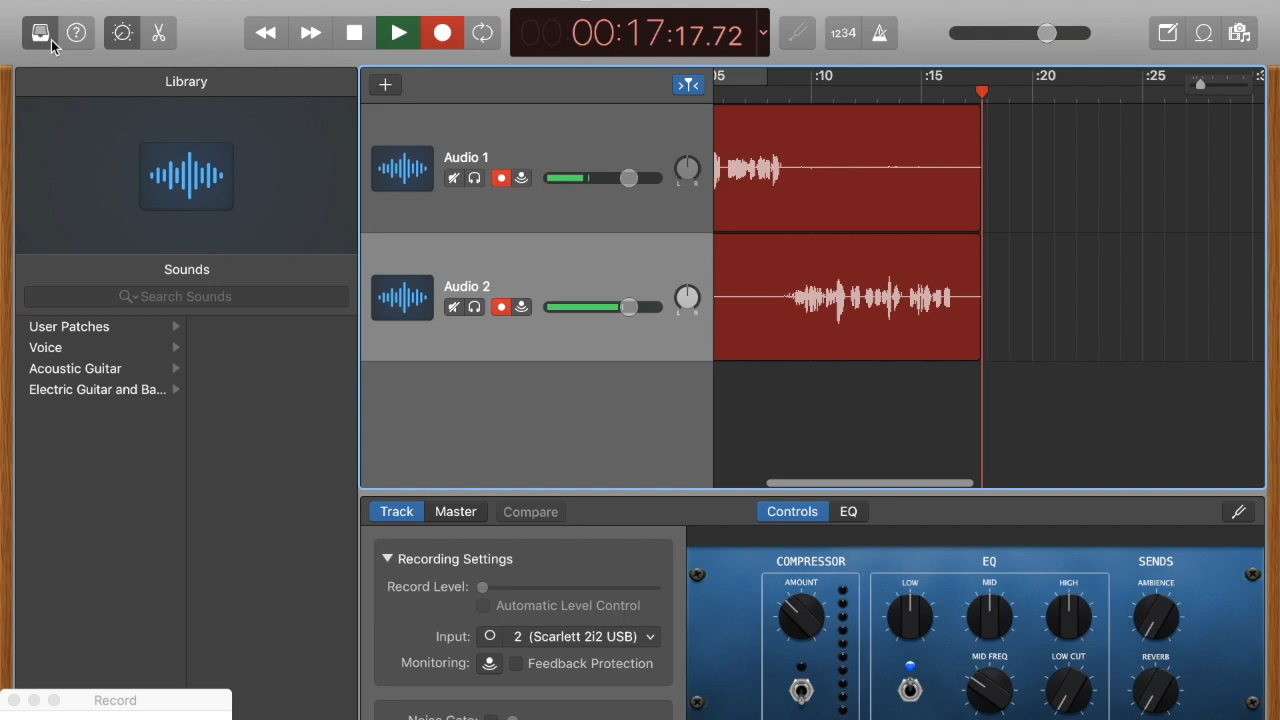 00:00:17:17.72
1234
Library
:05
:10
:15
:20
:25
Audio 1
L R
Sounds
Search Sounds
Audio 2
L R
User Patches
Voice
Acoustic Guitar
Electric Guitar and Ba...
Track
Master
Compare
Controls
EQ
Recording Settings
Record Level:
Automatic Level Control
Input: 2 (Scarlett 2i2 USB)
Monitoring: Feedback Protection
COMPRESSOR
EQ
SENDS
AMOUNT
LOW
MID
HIGH
AMBIENCE
MID FREQ
LOW CUT
REVERB
Record